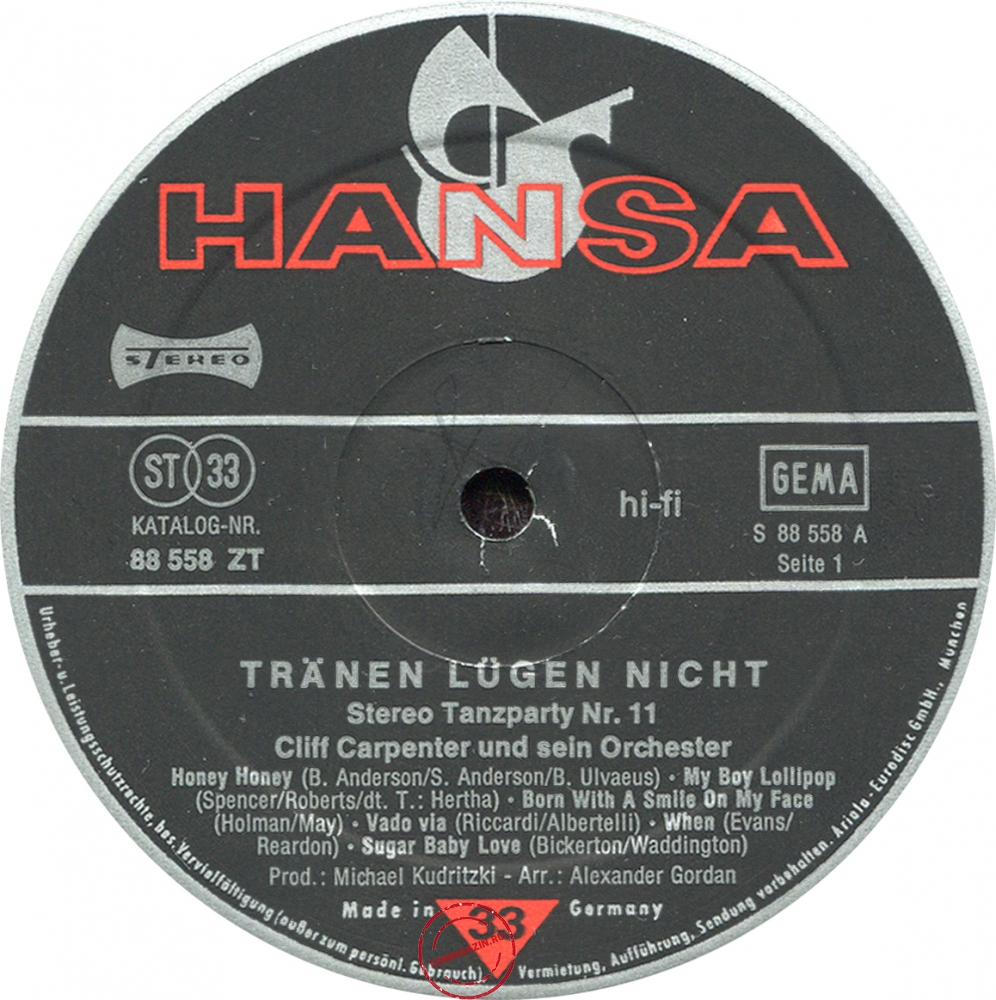 HANSA
STEREO
ST 33
KATALOG-NR.
88 558 ZT
hi-fi
GEMA
S 88 558 A
Seite 1
TRÄNEN LÜGEN NICHT
Stereo Tanzparty Nr. 11
Cliff Carpenter und sein Orchester
Honey Honey (B. Anderson/S. Anderson/B. Ulvaeus) · My Boy Lollipop
(Spencer/Roberts/dt. T.: Hertha) · Born With A Smile On My Face
(Holman/May) · Vado via (Riccardi/Albertelli) · When (Evans/
Reardon) · Sugar Baby Love (Bickerton/Waddington)
Prod.: Michael Kudritzki - Arr.: Alexander Gordan
Made in 33 Germany
Urheber- u. Leistungsschutzrechte, bes. Vervielfältigung (außer zum persönl. Gebrauch), Vermietung, Aufführung, Sendung vorbehalten. Ariola-Eurodisc GmbH., München